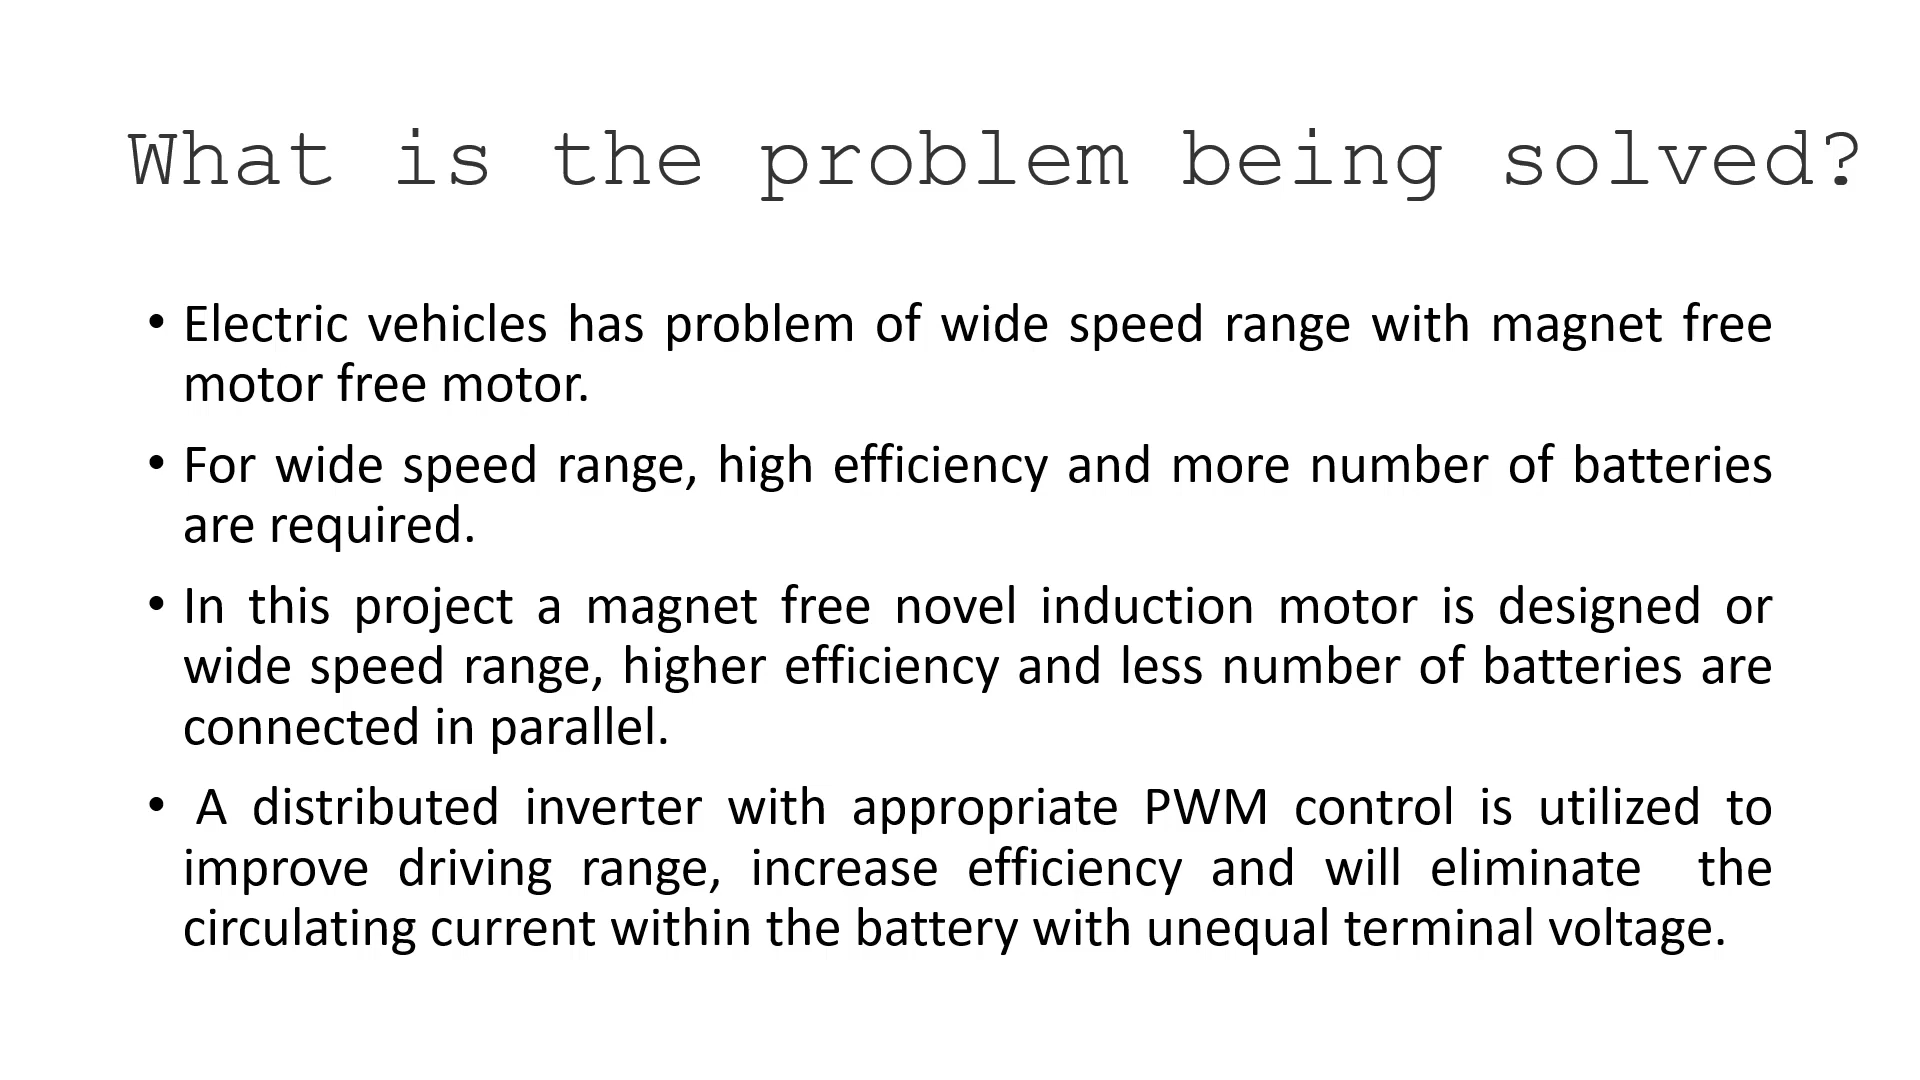 What is the problem being solved?
• Electric vehicles has problem of wide speed range with magnet free
motor free motor.
• For wide speed range, high efficiency and more number of batteries
are required.
• In this project a magnet free novel induction motor is designed or
wide speed range, higher efficiency and less number of batteries are
connected in parallel.
• A distributed inverter with appropriate PWM control is utilized to
improve driving range, increase efficiency and will eliminate the
circulating current within the battery with unequal terminal voltage.